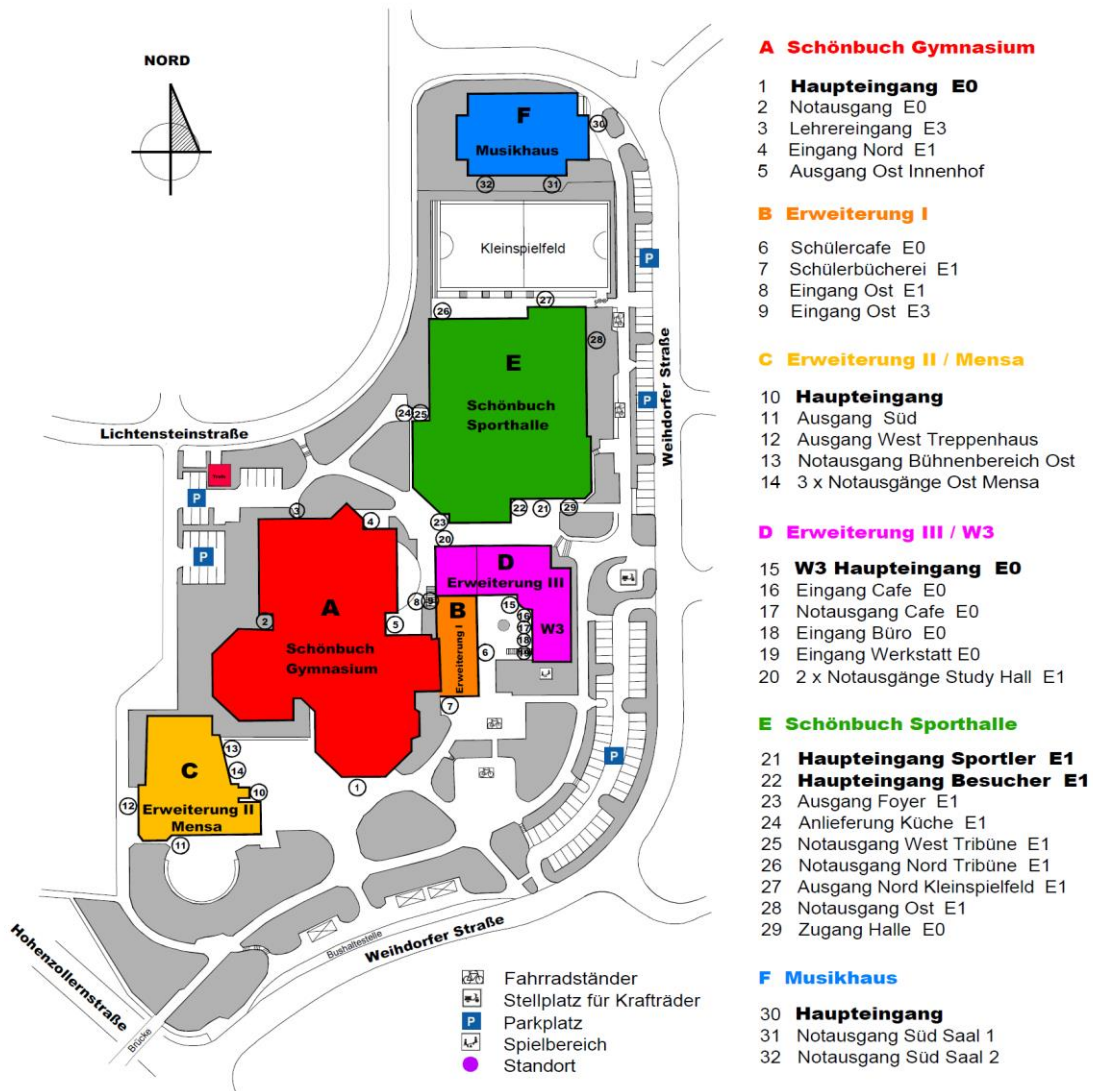 NORD
F
Musikhaus
30
32
31
Kleinspielfeld
P
27
26
28
E
Schönbuch
Sporthalle
24
25
P
Weihdorfer Straße
Lichtensteinstraße
P
22
21
29
3
4
23
20
P
D
Erweiterung III
A
8
9
B
15
16
17
18
19
W3
2
5
Schönbuch
Gymnasium
Erweiterung I
6
7
P
C
13
14
10
1
12
Erweiterung II
Mensa
11
Bushaltestelle
Weihdorfer Straße
Hohenzollernstraße
Brücke
Fahrradständer
Stellplatz für Krafträder
P Parkplatz
Spielbereich
Standort
A Schönbuch Gymnasium
1 Haupteingang E0
2 Notausgang E0
3 Lehrereingang E3
4 Eingang Nord E1
5 Ausgang Ost Innenhof
B Erweiterung I
6 Schülercafe E0
7 Schülerbücherei E1
8 Eingang Ost E1
9 Eingang Ost E3
C Erweiterung II / Mensa
10 Haupteingang
11 Ausgang Süd
12 Ausgang West Treppenhaus
13 Notausgang Bühnenbereich Ost
14 3 x Notausgänge Ost Mensa
D Erweiterung III / W3
15 W3 Haupteingang E0
16 Eingang Cafe E0
17 Notausgang Cafe E0
18 Eingang Büro E0
19 Eingang Werkstatt E0
20 2 x Notausgänge Study Hall E1
E Schönbuch Sporthalle
21 Haupteingang Sportler E1
22 Haupteingang Besucher E1
23 Ausgang Foyer E1
24 Anlieferung Küche E1
25 Notausgang West Tribüne E1
26 Notausgang Nord Tribüne E1
27 Ausgang Nord Kleinspielfeld E1
28 Notausgang Ost E1
29 Zugang Halle E0
F Musikhaus
30 Haupteingang
31 Notausgang Süd Saal 1
32 Notausgang Süd Saal 2